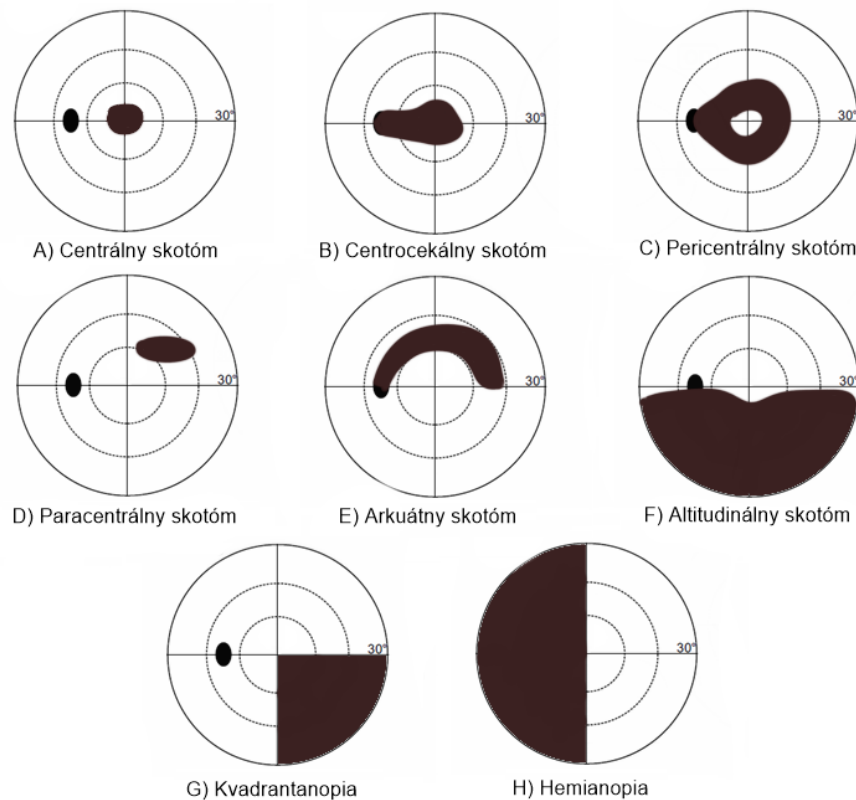 30°
30°
30°
A) Centrálny skotóm
B) Centrocekálny skotóm
C) Pericentrálny skotóm
30°
30°
30°
D) Paracentrálny skotóm
E) Arkuátny skotóm
F) Altitudinálny skotóm
30°
30°
G) Kvadrantanopia
H) Hemianopia